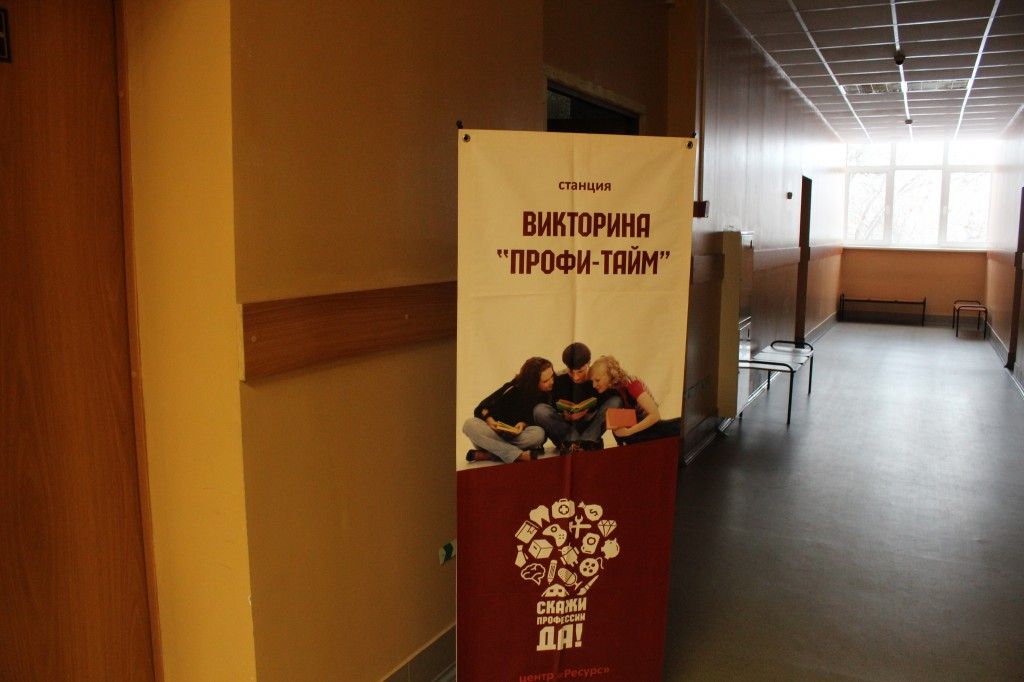 станция
ВИКТОРИНА
“ПРОФИ-ТАЙМ”
СКАЖИ
ПРОФЕССИИ
ДА!
центр «Ресурс»